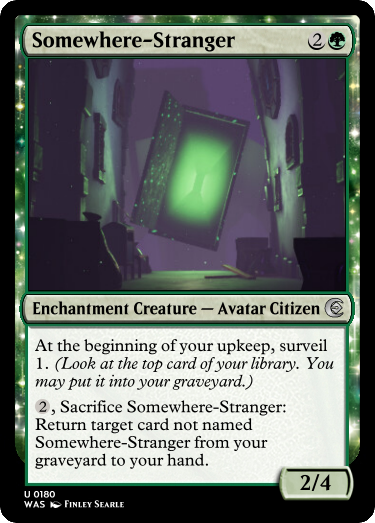 Somewhere-Stranger 2
Enchantment Creature — Avatar Citizen
At the beginning of your upkeep, surveil
1. (Look at the top card of your library. You
may put it into your graveyard.)
2, Sacrifice Somewhere-Stranger:
Return target card not named
Somewhere-Stranger from your
graveyard to your hand.
2/4
U 0180
WAS Finley Searle